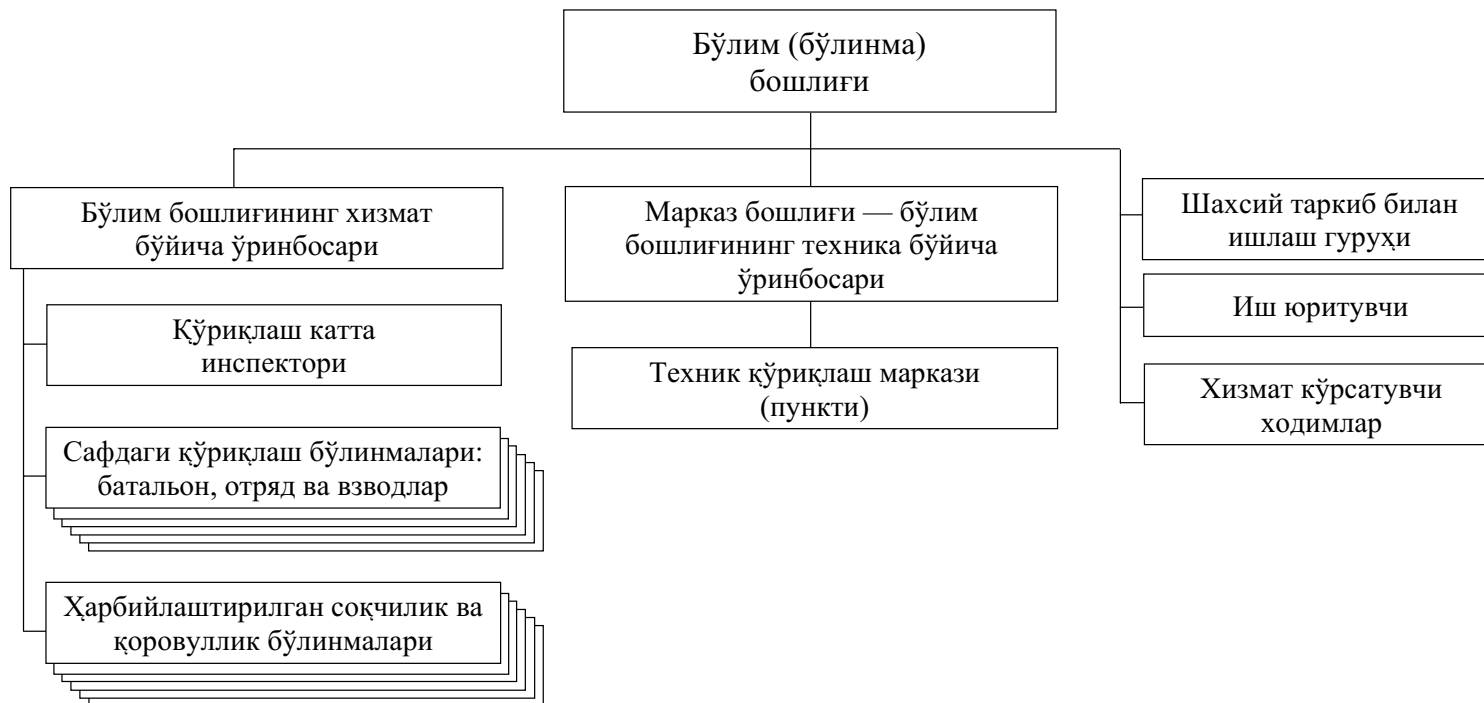 Бўлим (бўлинма)
бошлиғи
Бўлим бошлиғининг хизмат
бўйича ўринбосари
Қўриқлаш катта
инспектори
Сафдаги қўриқлаш бўлинмалари:
батальон, отряд ва взводлар
Ҳарбийлаштирилган соқчилик ва
қоровуллик бўлинмалари
Марказ бошлиғи — бўлим
бошлиғининг техника бўйича
ўринбосари
Техник қўриқлаш маркази
(пункти)
Шахсий таркиб билан
ишлаш гуруҳи
Иш юритувчи
Хизмат кўрсатувчи
ходимлар